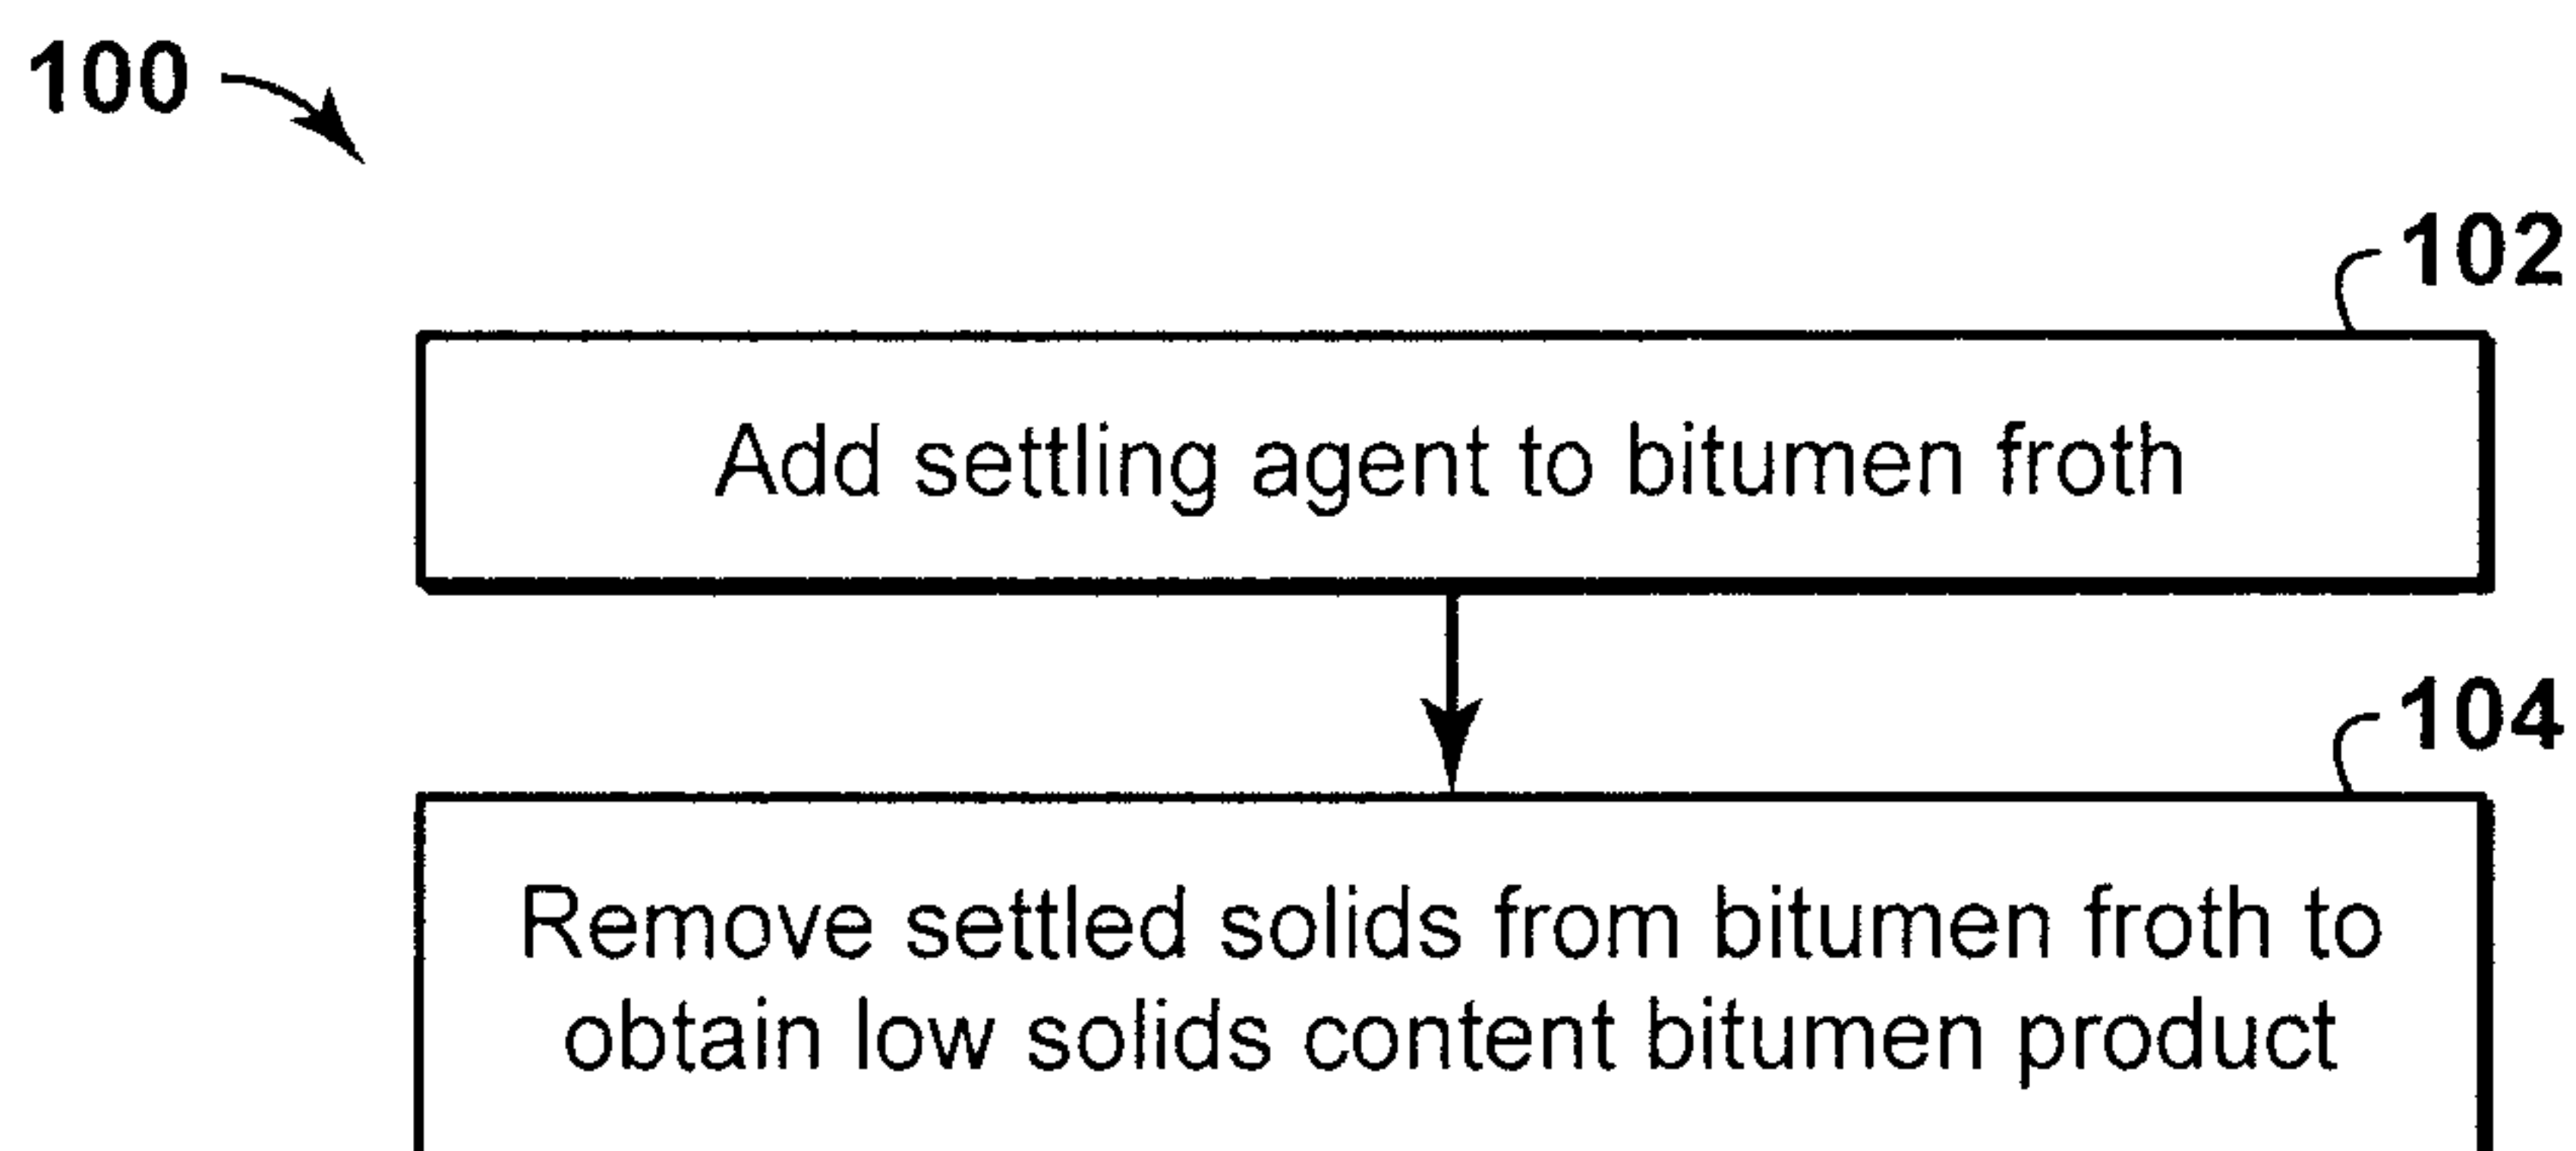 100
102
Add settling agent to bitumen froth
104
Remove settled solids from bitumen froth to
obtain low solids content bitumen product